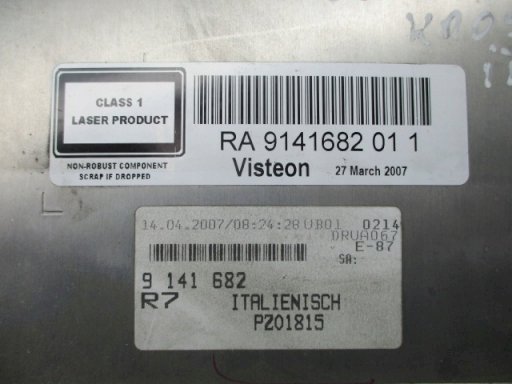 CLASS 1
LASER PRODUCT
NON-ROBUST COMPONENT
SCRAP IF DROPPED
RA 9141682 01 1
Visteon 27 March 2007
14.04.2007/08:24:28 UB01 0214
DRUA067
E-87
SA:
9 141 682
R7 ITALIENISCH
PZ01815